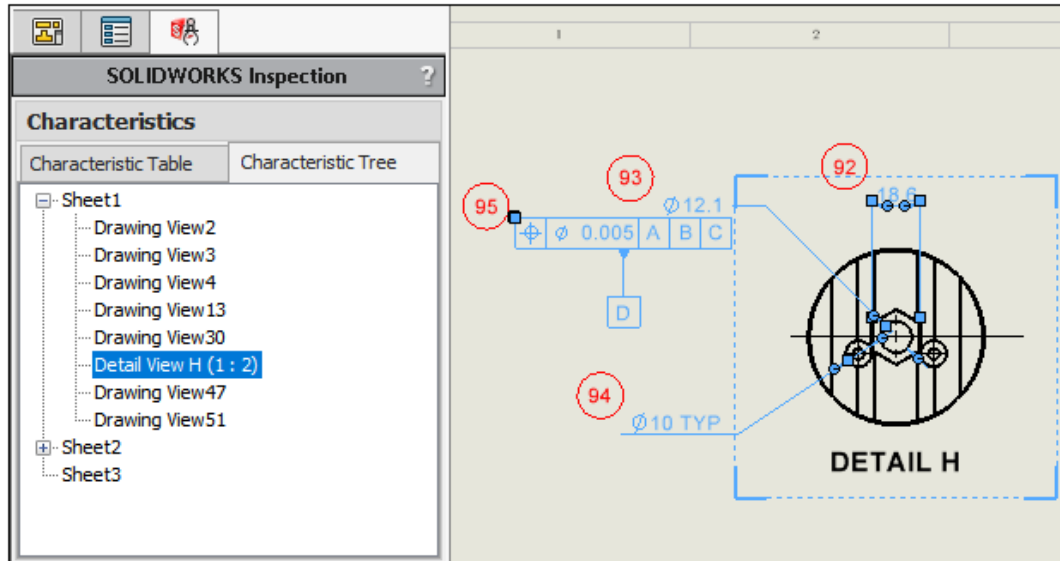 SOLIDWORKS Inspection ?
Characteristics
Characteristic Table Characteristic Tree
Sheet1
Drawing View2
Drawing View3
Drawing View4
Drawing View13
Drawing View30
Detail View H (1 : 2)
Drawing View47
Drawing View51
Sheet2
Sheet3
1 2
92
93
18.6
95
⌀12.1
⌖ ⌀ 0.005 A B C
D
94
⌀10 TYP
DETAIL H